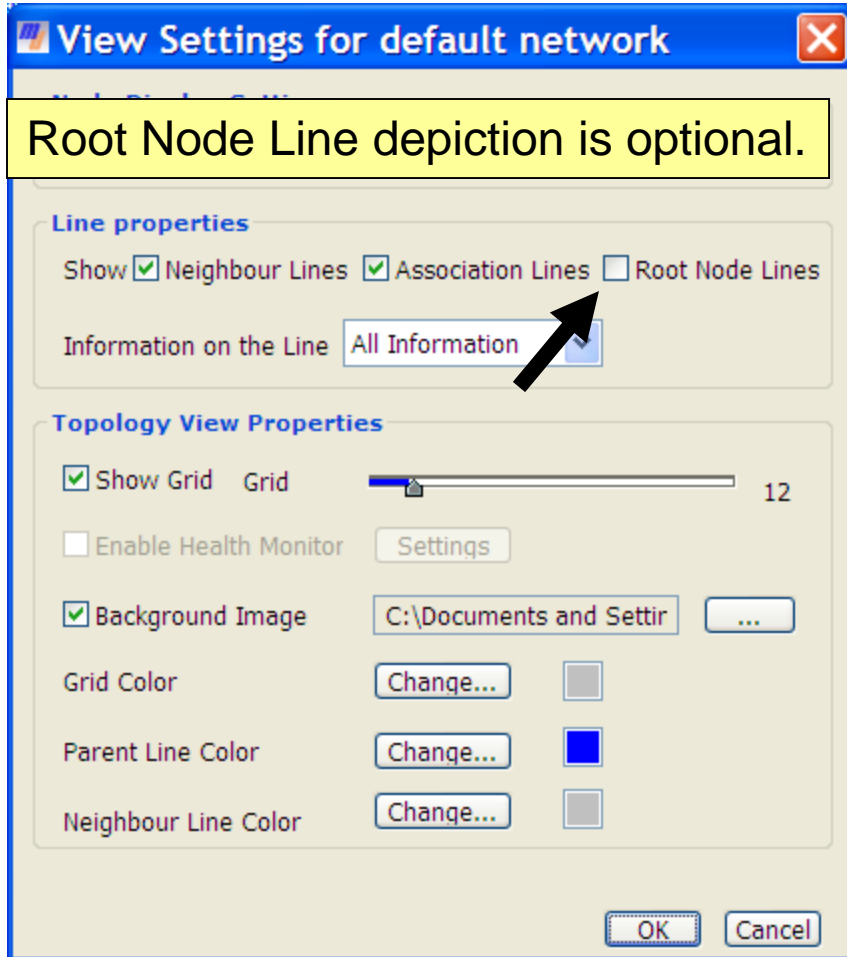 View Settings for default network
Root Node Line depiction is optional.
Line properties
Show Neighbour Lines Association Lines Root Node Lines
Information on the Line All Information
Topology View Properties
Show Grid Grid 12
Enable Health Monitor Settings
Background Image C:\Documents and Settir ...
Grid Color Change...
Parent Line Color Change...
Neighbour Line Color Change...
OK Cancel